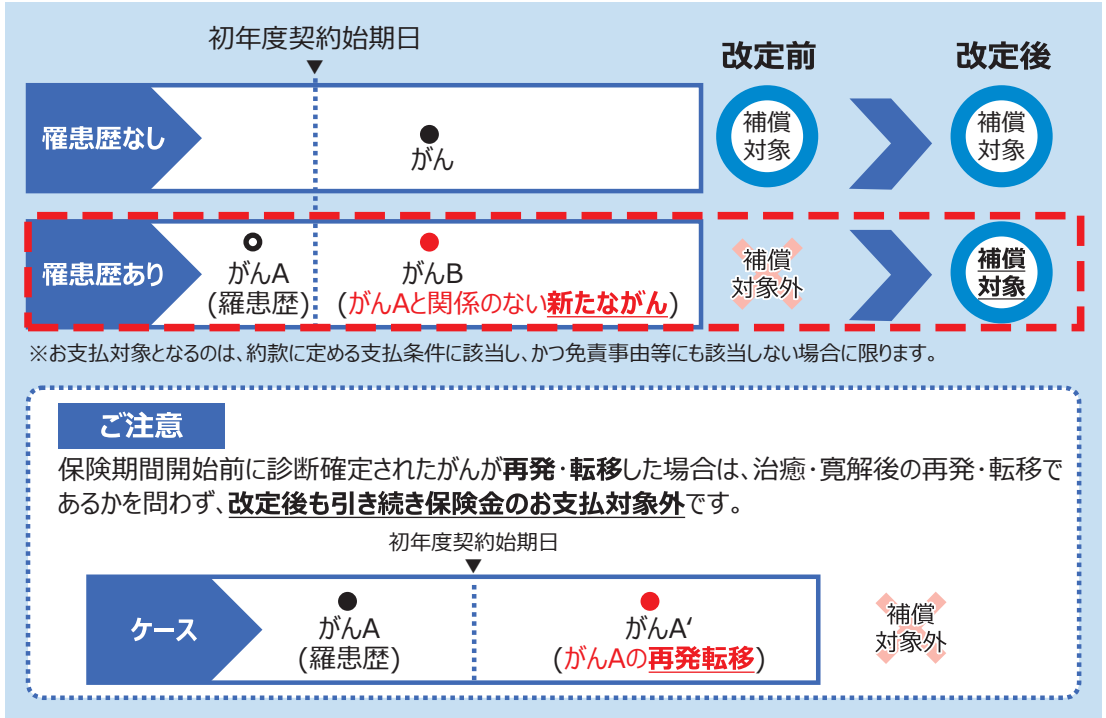 初年度契約始期日
▼
改定前
改定後
罹患歴なし
がん
補償
対象
補償
対象
罹患歴あり
がんA
(羅患歴)
がんB
(がんAと関係のない新たながん)
補償
対象外
補償
対象
※お支払対象となるのは、約款に定める支払条件に該当し、かつ免責事由等にも該当しない場合に限ります。
ご注意
保険期間開始前に診断確定されたがんが再発・転移した場合は、治癒・寛解後の再発・転移で
あるかを問わず、改定後も引き続き保険金のお支払対象外です。
初年度契約始期日
▼
ケース
がんA
(羅患歴)
がんA‘
(がんAの再発転移)
補償
対象外